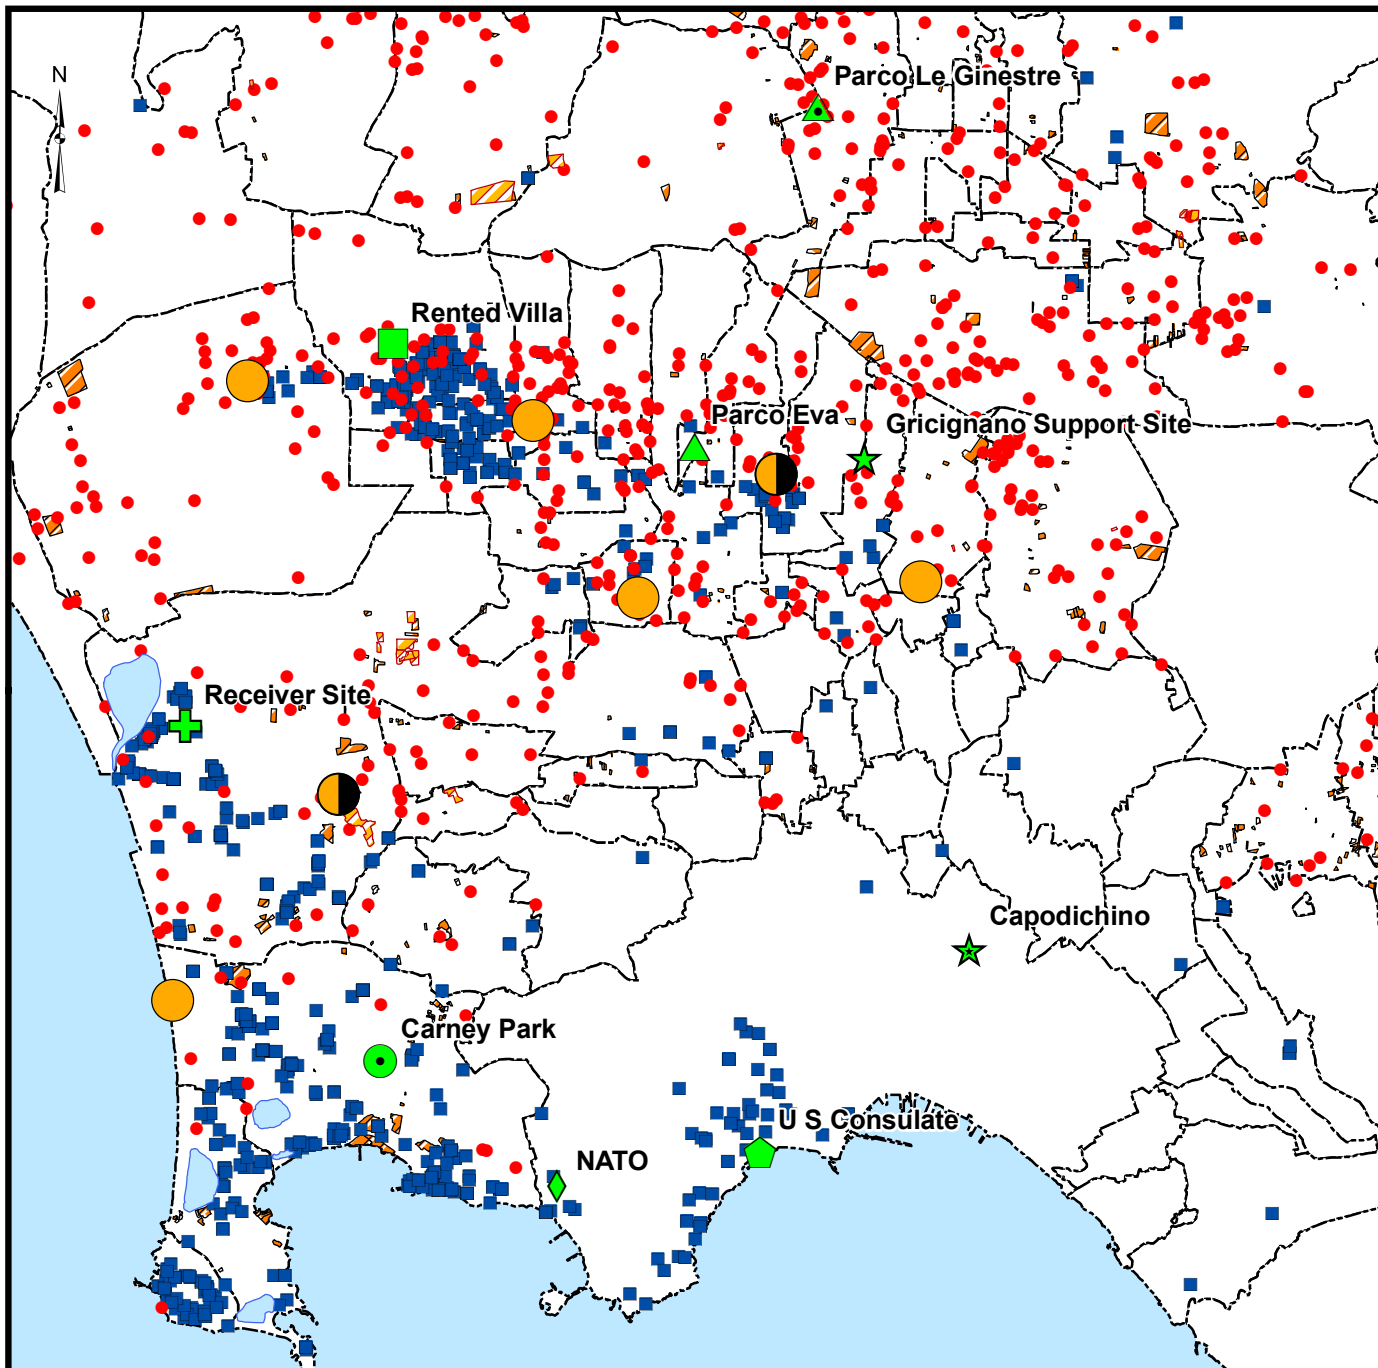 N
Parco Le Ginestre
Rented Villa
Parco Eva
Gricignano Support Site
Receiver Site
Capodichino
Carney Park
U S Consulate
NATO